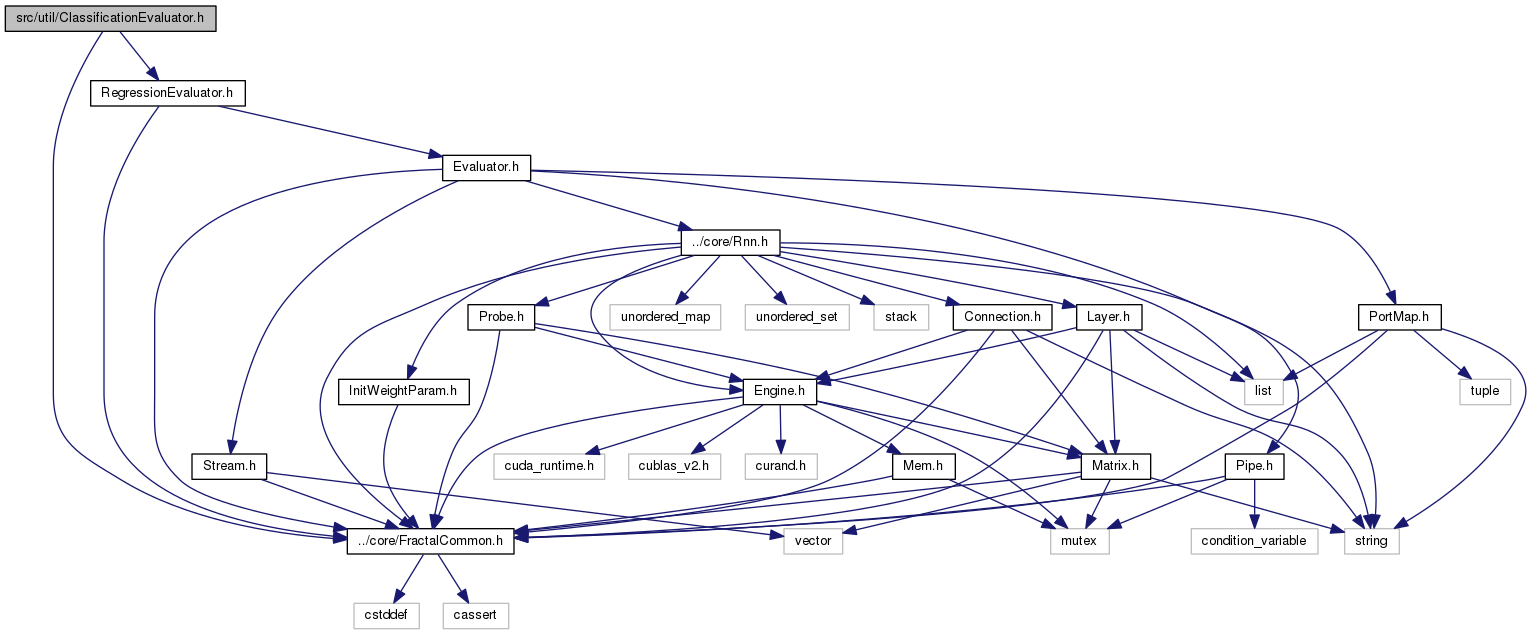 src/util/ClassificationEvaluator.h
RegressionEvaluator.h
Evaluator.h
../core/Rnn.h
Probe.h
unordered_map
unordered_set
stack
Connection.h
Layer.h
PortMap.h
InitWeightParam.h
Engine.h
list
tuple
Stream.h
cuda_runtime.h
cublas_v2.h
curand.h
Mem.h
Matrix.h
Pipe.h
../core/FractalCommon.h
vector
mutex
condition_variable
string
cstddef
cassert